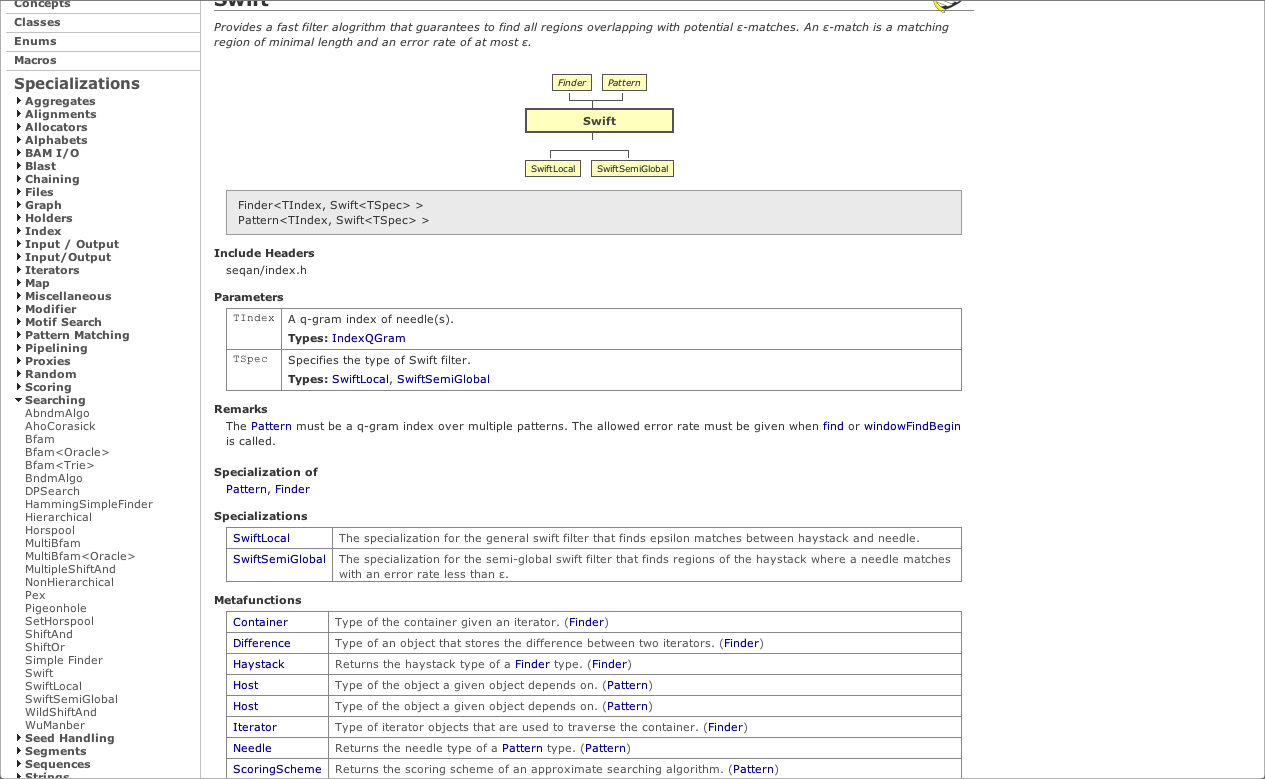 Concepts
Classes
Enums
Macros
Specializations
Aggregates
Alignments
Allocators
Alphabets
BAM I/O
Blast
Chaining
Files
Graph
Holders
Index
Input / Output
Input/Output
Iterators
Map
Miscellaneous
Modifier
Motif Search
Pattern Matching
Pipelining
Proxies
Random
Scoring
Searching
AbndmAlgo
AhoCorasick
Bfam
Bfam<Oracle>
Bfam<Trie>
BndmAlgo
DPSearch
HammingSimpleFinder
Hierarchical
Horspool
MultiBfam
MultiBfam<Oracle>
MultipleShiftAnd
NonHierarchical
Pex
Pigeonhole
SetHorspool
ShiftAnd
ShiftOr
Simple Finder
Swift
SwiftLocal
SwiftSemiGlobal
WildShiftAnd
WuManber
Seed Handling
Segments
Sequences
Strings
Swift
Provides a fast filter alogrithm that guarantees to find all regions overlapping with potential ε-matches. An ε-match is a matching
region of minimal length and an error rate of at most ε.
Finder Pattern
Swift
SwiftLocal SwiftSemiGlobal
Finder<TIndex, Swift<TSpec> >
Pattern<TIndex, Swift<TSpec> >
Include Headers
seqan/index.h
Parameters
TIndex A q-gram index of needle(s).
Types: IndexQGram
TSpec Specifies the type of Swift filter.
Types: SwiftLocal, SwiftSemiGlobal
Remarks
The Pattern must be a q-gram index over multiple patterns. The allowed error rate must be given when find or windowFindBegin
is called.
Specialization of
Pattern, Finder
Specializations
SwiftLocal The specialization for the general swift filter that finds epsilon matches between haystack and needle.
SwiftSemiGlobal The specialization for the semi-global swift filter that finds regions of the haystack where a needle matches
with an error rate less than ε.
Metafunctions
Container Type of the container given an iterator. (Finder)
Difference Type of an object that stores the difference between two iterators. (Finder)
Haystack Returns the haystack type of a Finder type. (Finder)
Host Type of the object a given object depends on. (Pattern)
Host Type of the object a given object depends on. (Pattern)
Iterator Type of iterator objects that are used to traverse the container. (Finder)
Needle Returns the needle type of a Pattern type. (Pattern)
ScoringScheme Returns the scoring scheme of an approximate searching algorithm. (Pattern)